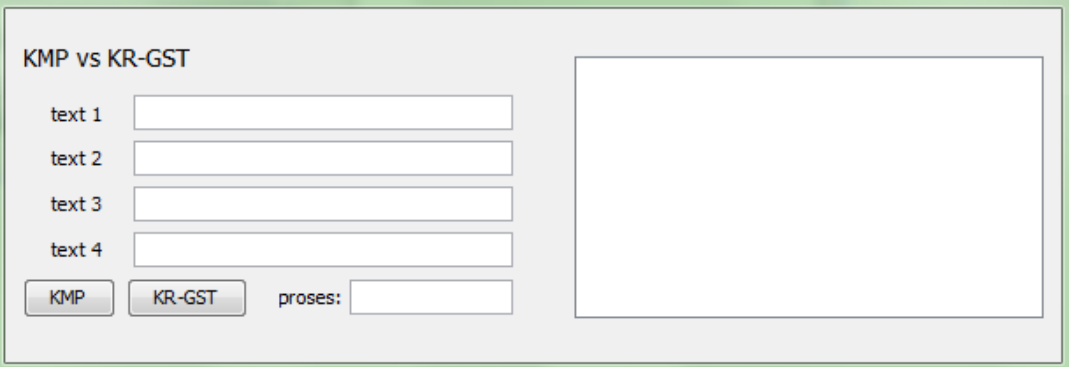 KMP vs KR-GST
text 1
text 2
text 3
text 4
KMP KR-GST proses: